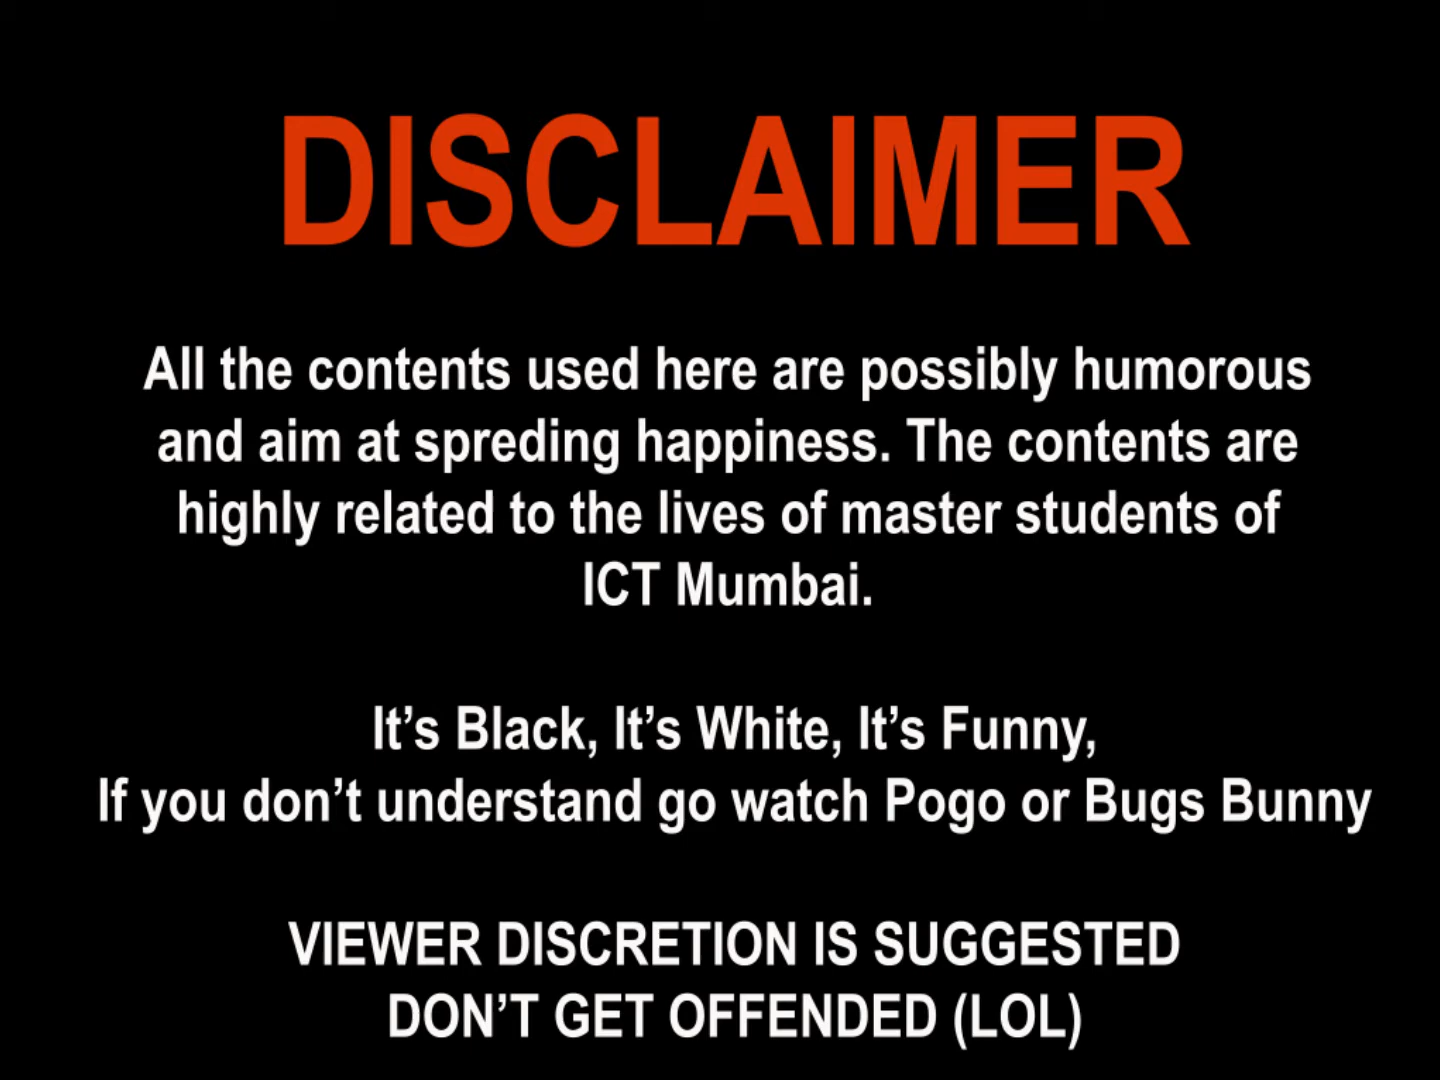 DISCLAIMER
All the contents used here are possibly humorous
and aim at spreding happiness. The contents are
highly related to the lives of master students of
ICT Mumbai.
It’s Black, It’s White, It’s Funny,
If you don’t understand go watch Pogo or Bugs Bunny
VIEWER DISCRETION IS SUGGESTED
DON’T GET OFFENDED (LOL)